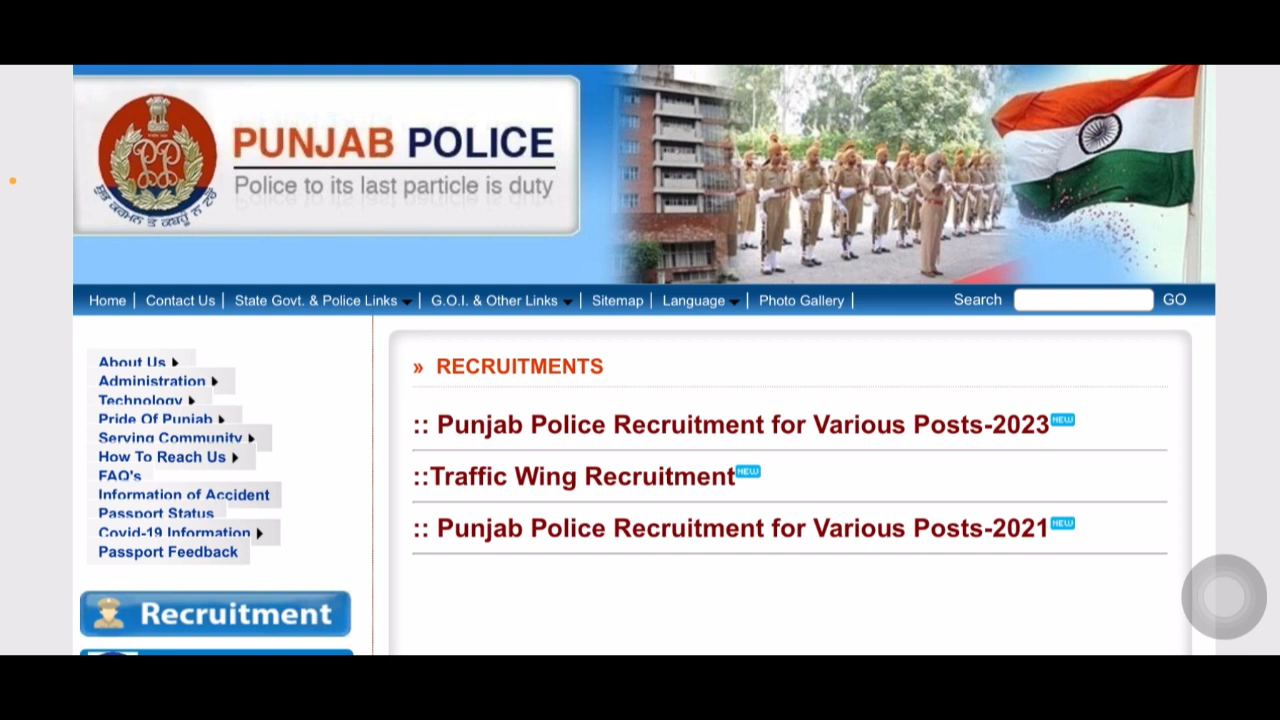 PUNJAB POLICE
Police to its last particle is duty
Home | Contact Us | State Govt. & Police Links | G.O.I. & Other Links | Sitemap | Language | Photo Gallery | Search GO
About Us
Administration
Technology
Pride Of Punjab
Serving Community
How To Reach Us
FAQ's
Information of Accident
Passport Status
Covid-19 Information
Passport Feedback
Recruitment
» RECRUITMENTS
:: Punjab Police Recruitment for Various Posts-2023 NEW
::Traffic Wing Recruitment NEW
:: Punjab Police Recruitment for Various Posts-2021 NEW